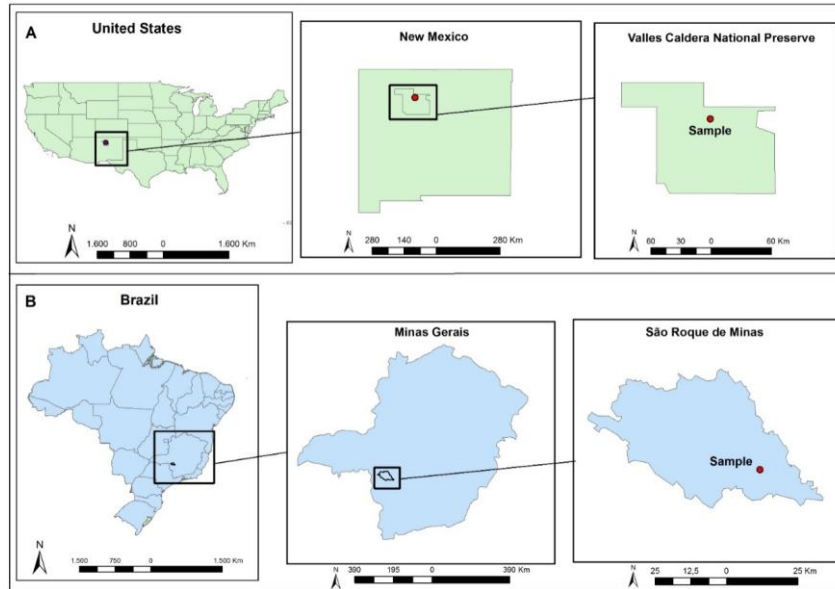 A
United States
N
1.600 800 0 1.600 Km
New Mexico
N
280 140 0 280 Km
Valles Caldera National Preserve
Sample
N
60 30 0 60 Km
B
Brazil
N
1.500 750 0 1.500 Km
Minas Gerais
N
390 195 0 390 Km
São Roque de Minas
Sample
N
25 12,5 0 25 Km